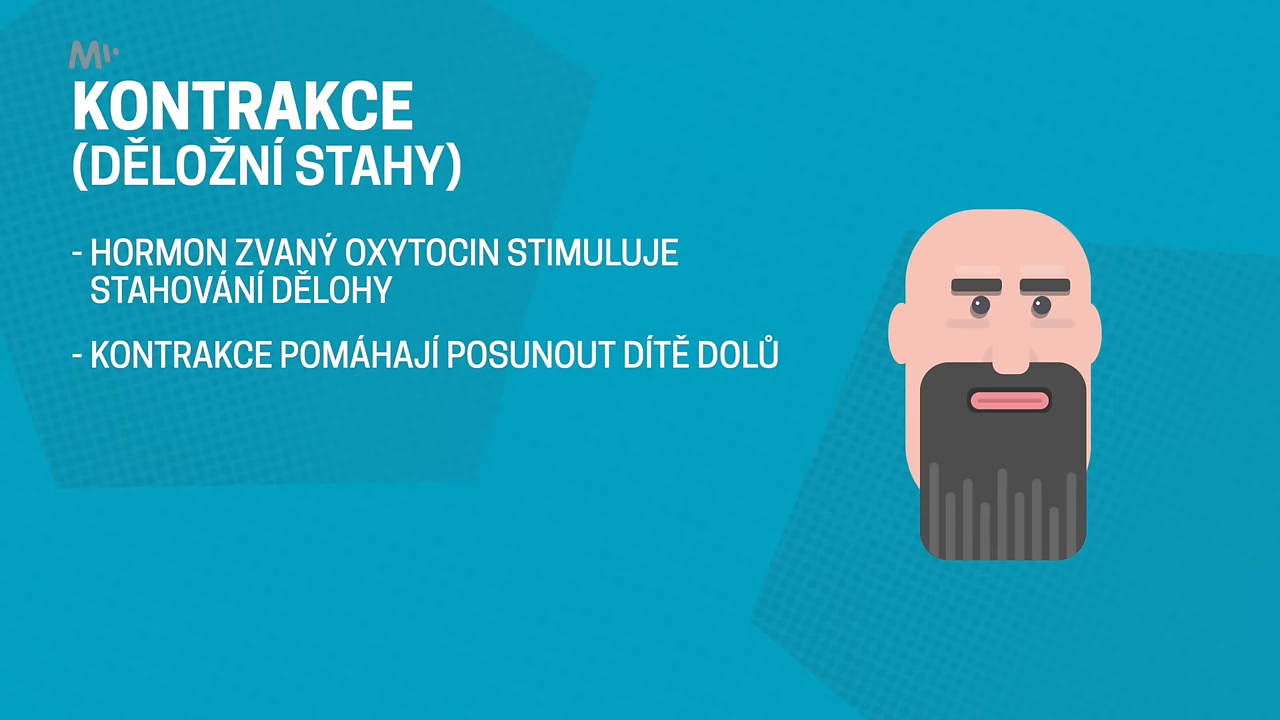 M
KONTRAKCE
(DĚLOŽNÍ STAHY)
- HORMON ZVANÝ OXYTOCIN STIMULUJE
STAHOVÁNÍ DĚLOHY
- KONTRAKCE POMÁHAJÍ POSUNOUT DÍTĚ DOLŮ